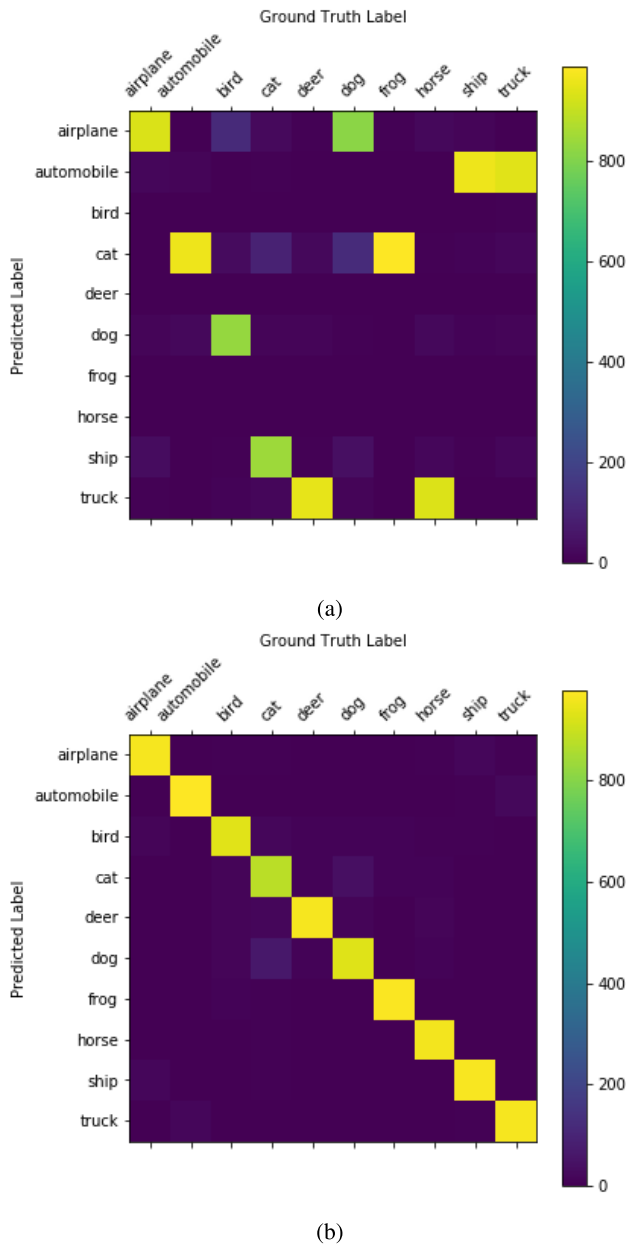 Ground Truth Label
airplane
automobile
bird
cat
deer
dog
frog
horse
ship
truck
Predicted Label
airplane
automobile
bird
cat
deer
dog
frog
horse
ship
truck
800
600
400
200
0
(a)
Ground Truth Label
airplane
automobile
bird
cat
deer
dog
frog
horse
ship
truck
Predicted Label
airplane
automobile
bird
cat
deer
dog
frog
horse
ship
truck
800
600
400
200
0
(b)